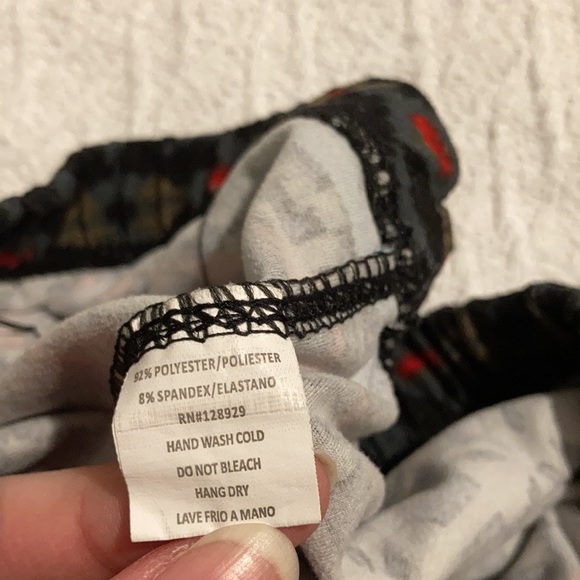 92% POLYESTER/POLIESTER
8% SPANDEX/ELASTANO
RN#128929
HAND WASH COLD
DO NOT BLEACH
HANG DRY
LAVE FRIO A MANO